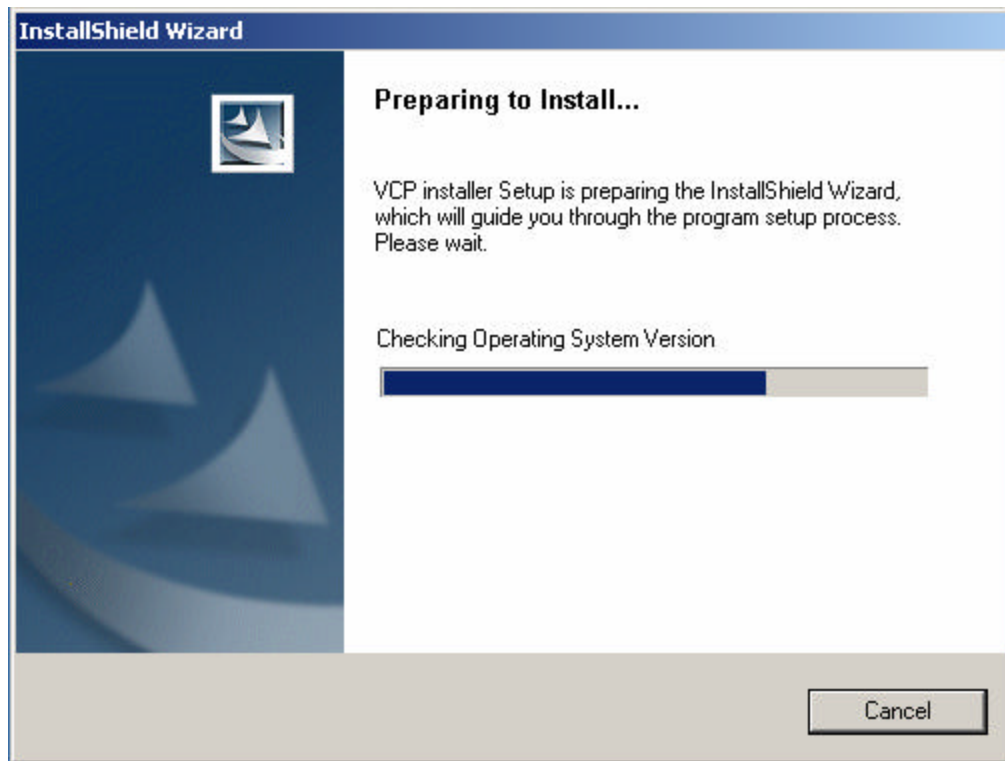 InstallShield Wizard
Preparing to Install...
VCP installer Setup is preparing the InstallShield Wizard,
which will guide you through the program setup process.
Please wait.
Checking Operating System Version
Cancel